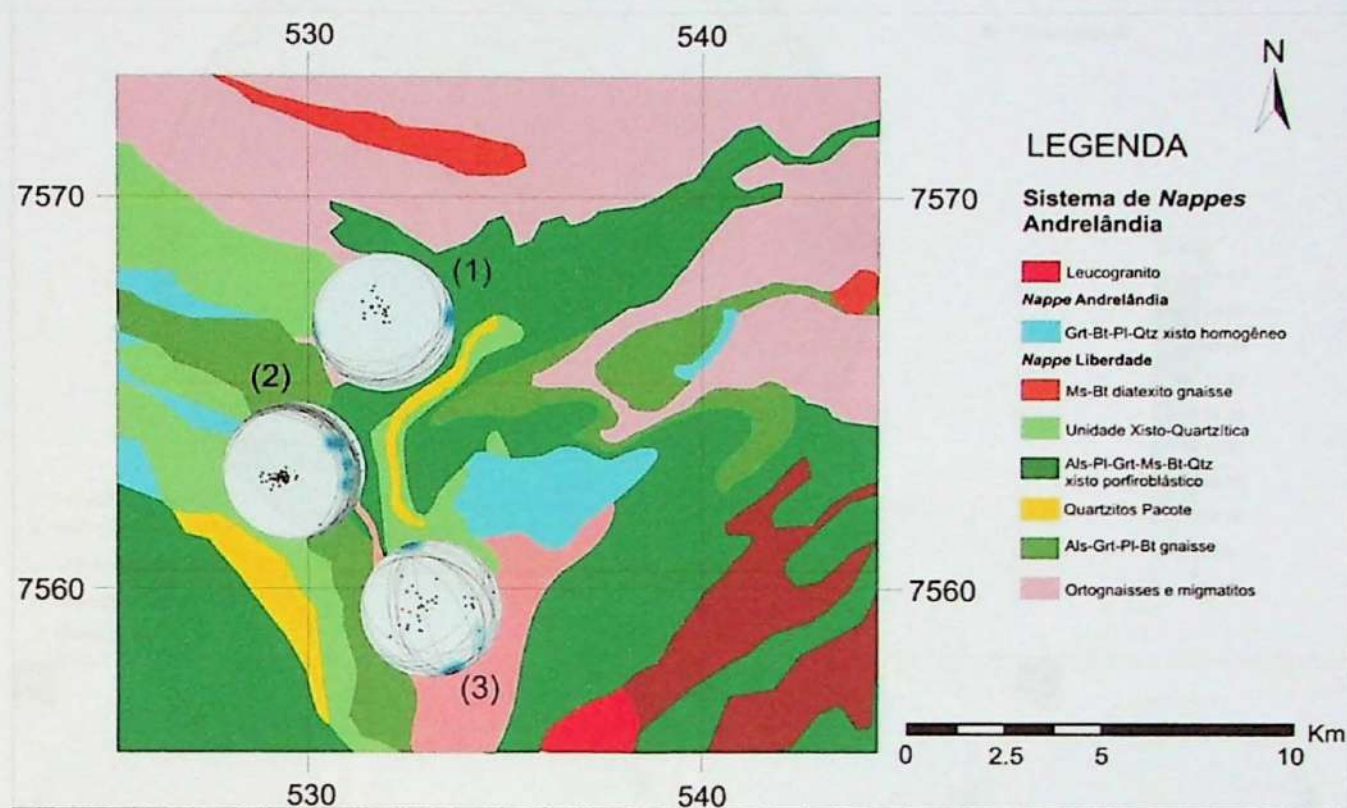 530
540
N
7570
7570
(1)
(2)
(3)
7560
7560
530
540
LEGENDA
Sistema de Nappes
Andrelândia
Leucogranito
Nappe Andrelândia
Grt-Bt-Pl-Qtz xisto homogêneo
Nappe Liberdade
Ms-Bt diatexito gnaisse
Unidade Xisto-Quartzítica
Als-Pl-Grt-Ms-Bt-Qtz
xisto porfiroblástico
Quartzitos Pacote
Als-Grt-Pl-Bt gnaisse
Ortognaisses e migmatitos
Km
0
2.5
5
10